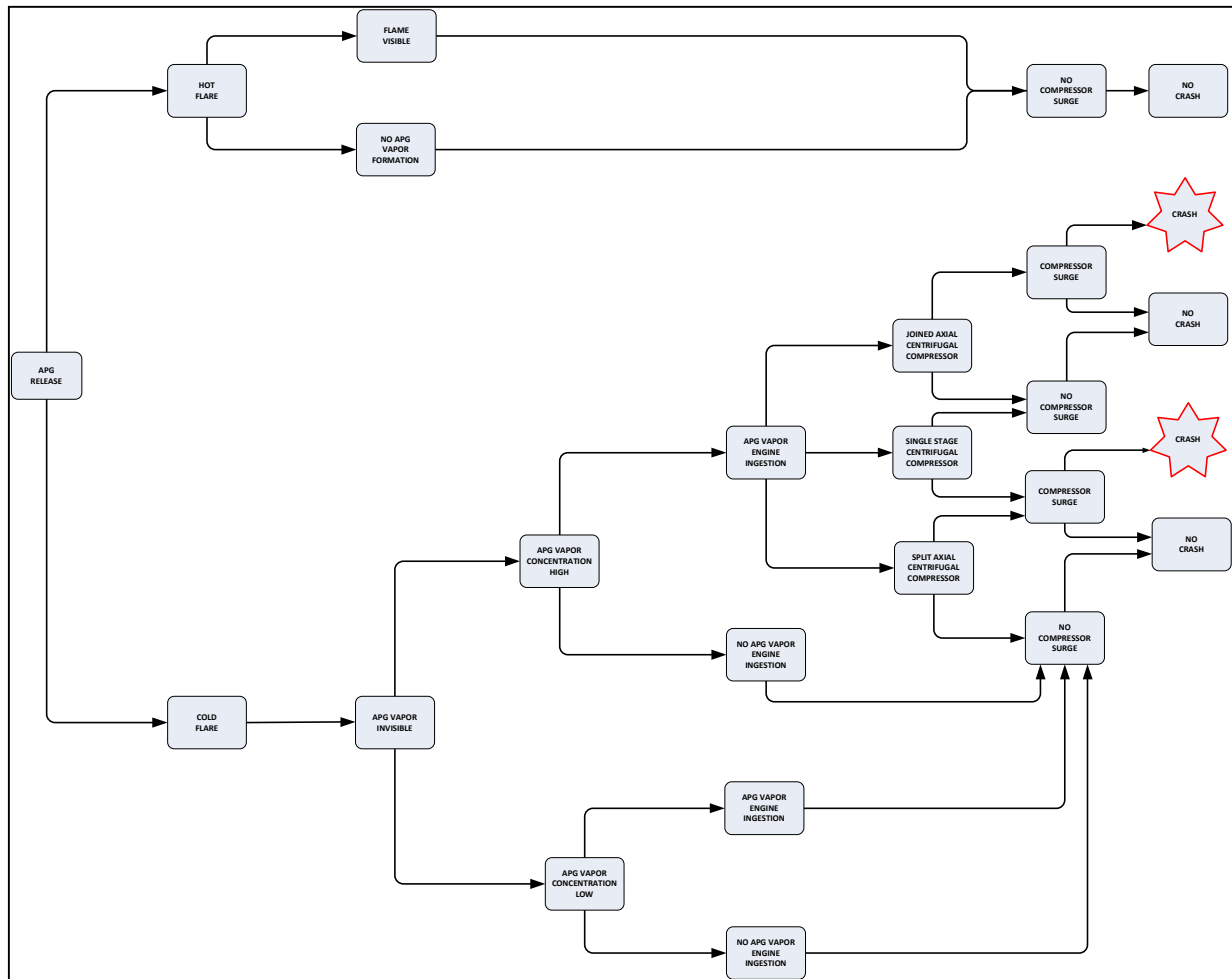 FLAME
VISIBLE
HOT
FLARE
NO
COMPRESSOR
SURGE
NO
CRASH
NO APG
VAPOR
FORMATION
CRASH
COMPRESSOR
SURGE
NO
CRASH
JOINED AXIAL
CENTRIFUGAL
COMPRESSOR
APG
RELEASE
NO
COMPRESSOR
SURGE
CRASH
APG VAPOR
ENGINE
INGESTION
SINGLE STAGE
CENTRIFUGAL
COMPRESSOR
COMPRESSOR
SURGE
NO
CRASH
APG VAPOR
CONCENTRATION
HIGH
SPLIT AXIAL
CENTRIFUGAL
COMPRESSOR
NO
COMPRESSOR
SURGE
NO APG VAPOR
ENGINE
INGESTION
COLD
FLARE
APG VAPOR
INVISIBLE
APG VAPOR
ENGINE
INGESTION
APG VAPOR
CONCENTRATION
LOW
NO APG VAPOR
ENGINE
INGESTION